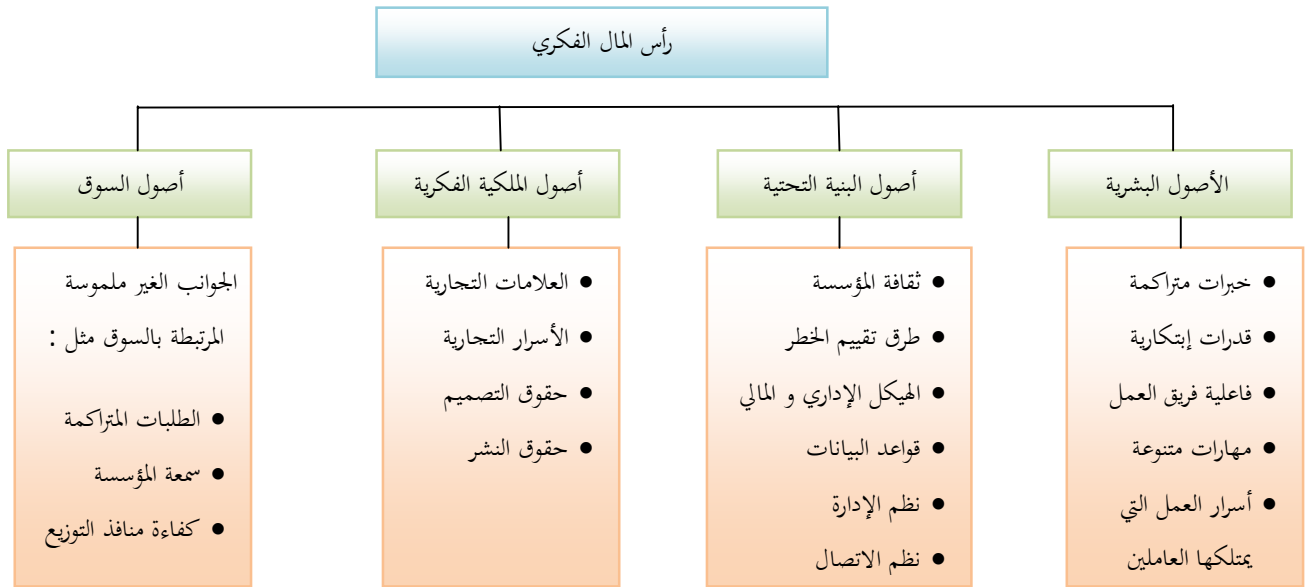 رأس المال الفكري
الأصول البشرية
أصول البنية التحتية
أصول الملكية الفكرية
أصول السوق
● خبرات متراكمة
● قدرات إبتكارية
● فاعلية فريق العمل
● مهارات متنوعة
● أسرار العمل التي
يمتلكها العاملين
● ثقافة المؤسسة
● طرق تقييم الخطر
● الهيكل الإداري و المالي
● قواعد البيانات
● نظم الإدارة
● نظم الاتصال
● العلامات التجارية
● الأسرار التجارية
● حقوق التصميم
● حقوق النشر
الجوانب الغير ملموسة
المرتبطة بالسوق مثل :
● الطلبات المتراكمة
● سمعة المؤسسة
● كفاءة منافذ التوزيع